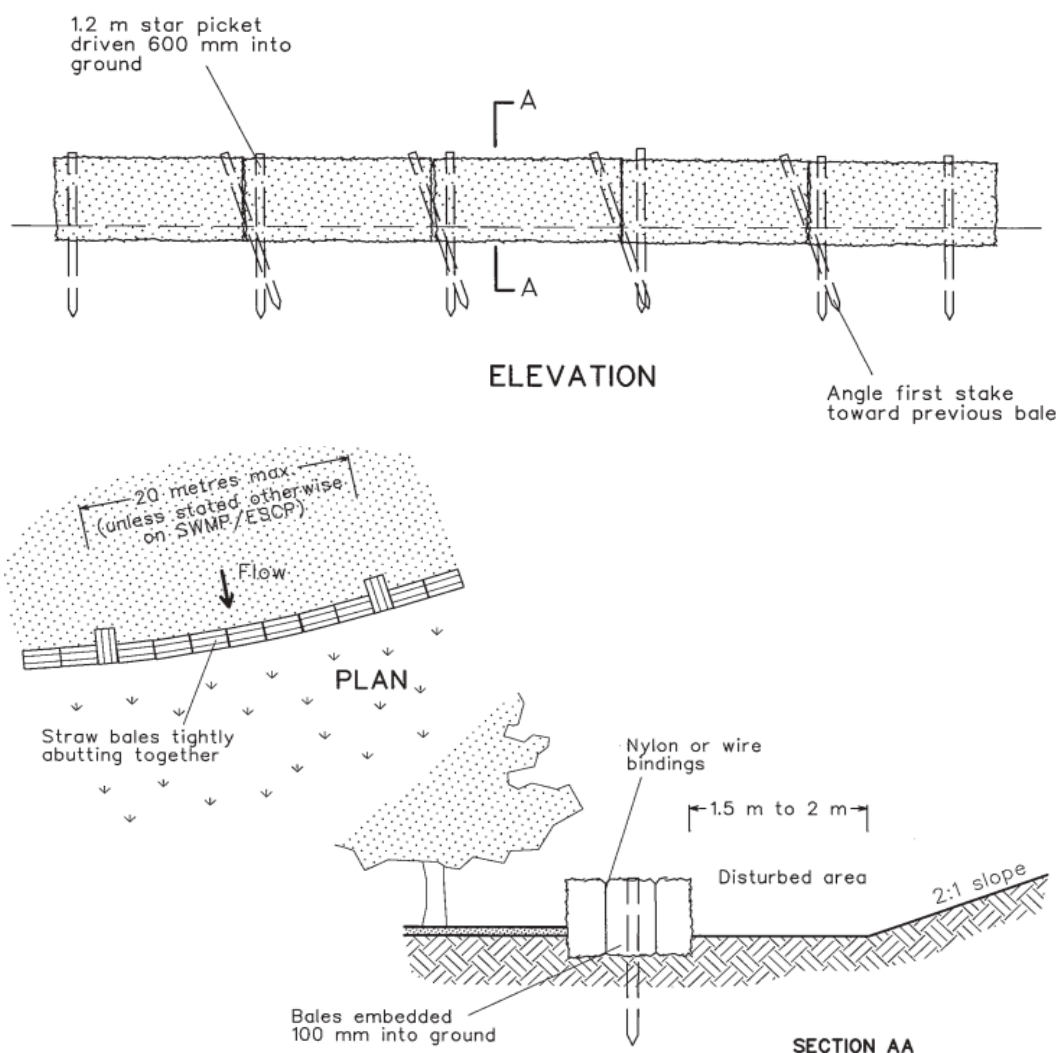 1.2 m star picket
driven 600 mm into
ground
A
A
ELEVATION
Angle first stake
toward previous bale
20 metres max.
(unless stated otherwise
on SWMP/ESCP)
Flow
PLAN
Straw bales tightly
abutting together
Nylon or wire
bindings
1.5 m to 2 m
Disturbed area
2:1 slope
Bales embedded
100 mm into ground
SECTION AA